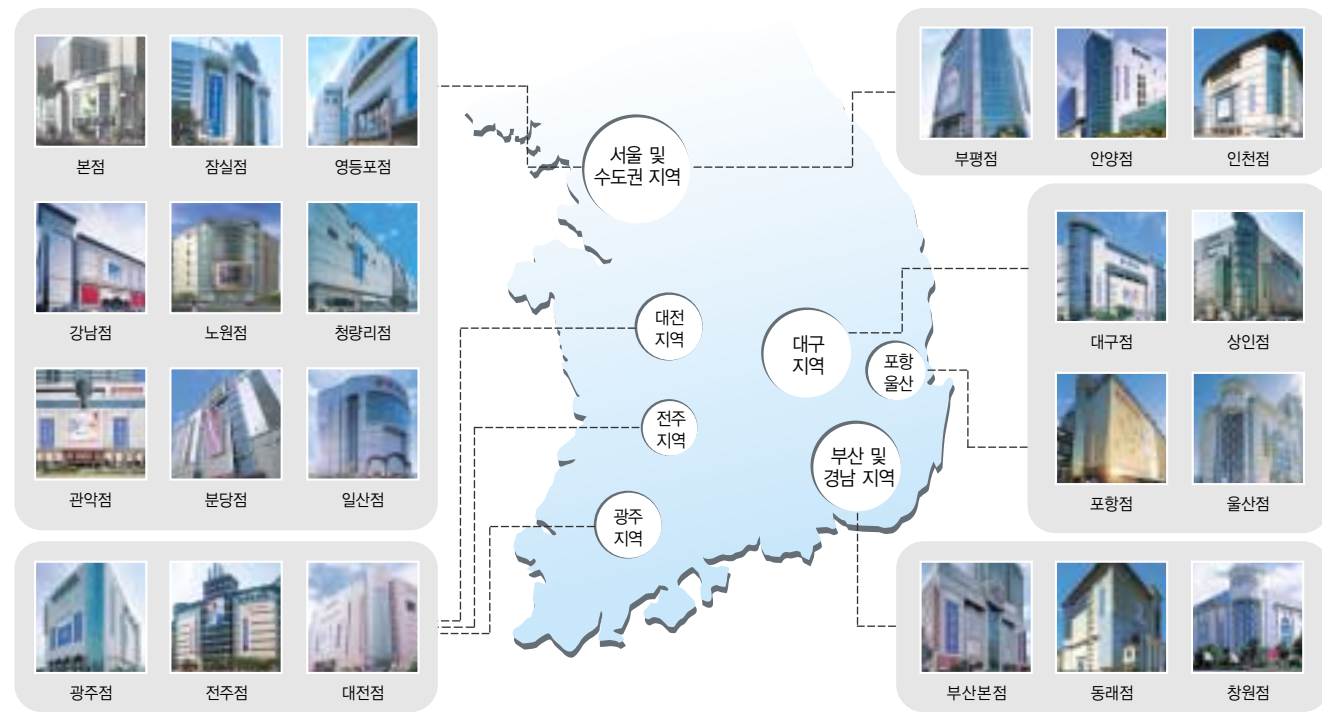 본점
잠실점
영등포점
강남점
노원점
청량리점
관악점
분당점
일산점
광주점
전주점
대전점
서울 및
수도권 지역
대전
지역
전주
지역
광주
지역
대구
지역
포항
울산
부산 및
경남 지역
부평점
안양점
인천점
대구점
상인점
포항점
울산점
부산본점
동래점
창원점